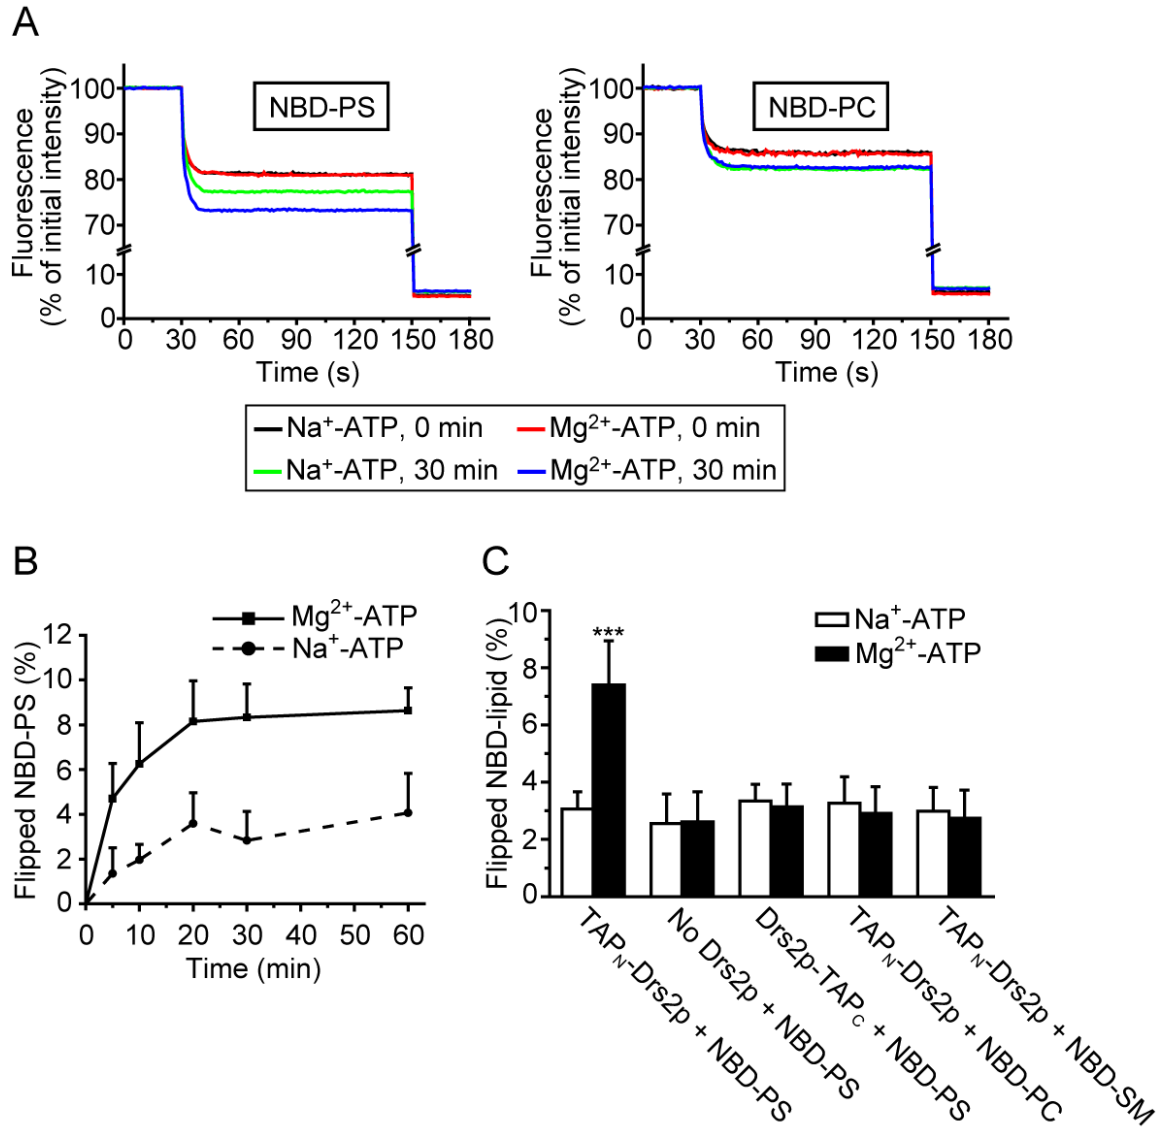 A
NBD-PS
Fluorescence
(% of initial intensity)
100
90
80
70
10
0
0 30 60 90 120 150 180
Time (s)
NBD-PC
Fluorescence
(% of initial intensity)
100
90
80
70
10
0
0 30 60 90 120 150 180
Time (s)
Na⁺-ATP, 0 min
Mg²⁺-ATP, 0 min
Na⁺-ATP, 30 min
Mg²⁺-ATP, 30 min
B
Mg²⁺-ATP
Na⁺-ATP
Flipped NBD-PS (%)
12
10
8
6
4
2
0
0 10 20 30 40 50 60
Time (min)
C
Na⁺-ATP
Mg²⁺-ATP
Flipped NBD-lipid (%)
10
8
6
4
2
0
***
TAP_N-Drs2p + NBD-PS
No Drs2p + NBD-PS
Drs2p-TAP_C + NBD-PS
TAP_N-Drs2p + NBD-PC
TAP_N-Drs2p + NBD-SM